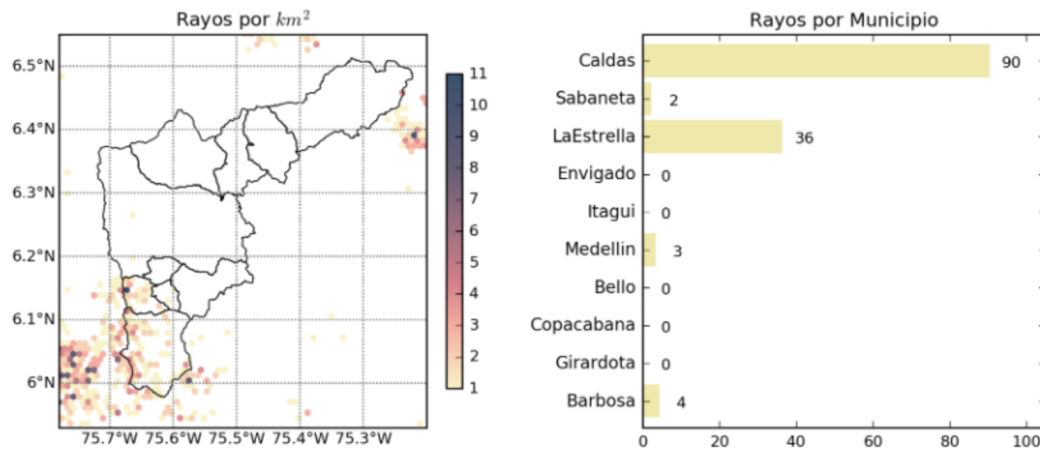 Rayos por km²
6.5°N
6.4°N
6.3°N
6.2°N
6.1°N
6°N
75.7°W 75.6°W 75.5°W 75.4°W 75.3°W
11
10
9
8
7
6
5
4
3
2
1
Rayos por Municipio
Caldas 90
Sabaneta 2
LaEstrella 36
Envigado 0
Itagui 0
Medellin 3
Bello 0
Copacabana 0
Girardota 0
Barbosa 4
0 20 40 60 80 100